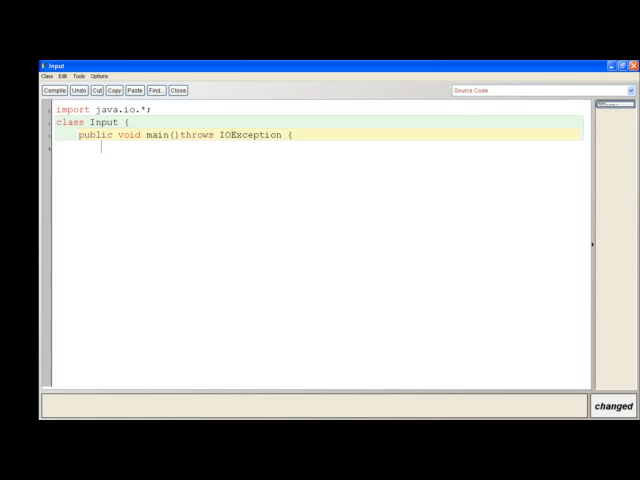 Input
Class Edit Tools Options
Compile Undo Cut Copy Paste Find... Close Source Code
import java.io.*;
class Input {
public void main()throws IOException {
changed